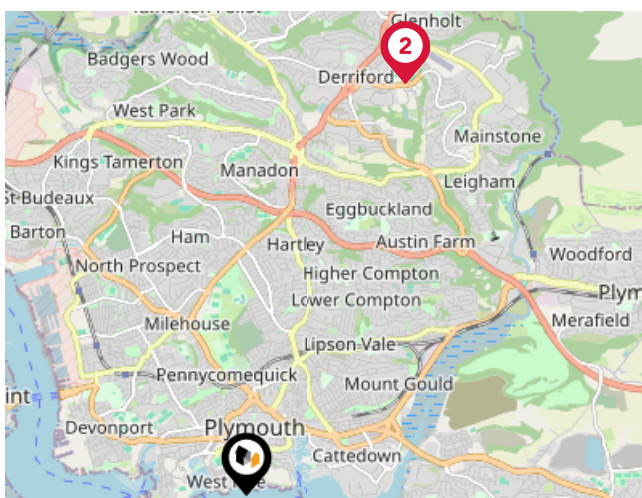 Glenholt
2
Badgers Wood
Derriford
West Park
Mainstone
Kings Tamerton
Manadon
Leigham
St-Budeaux
Eggbuckland
Barton
Ham
Hartley
Austin Farm
Woodford
North Prospect
Higher Compton
Lower Compton
Plym
Milehouse
Merafield
Lipson Vale
Pennycomequick
Mount Gould
int
Devonport
Plymouth
Cattedown
West